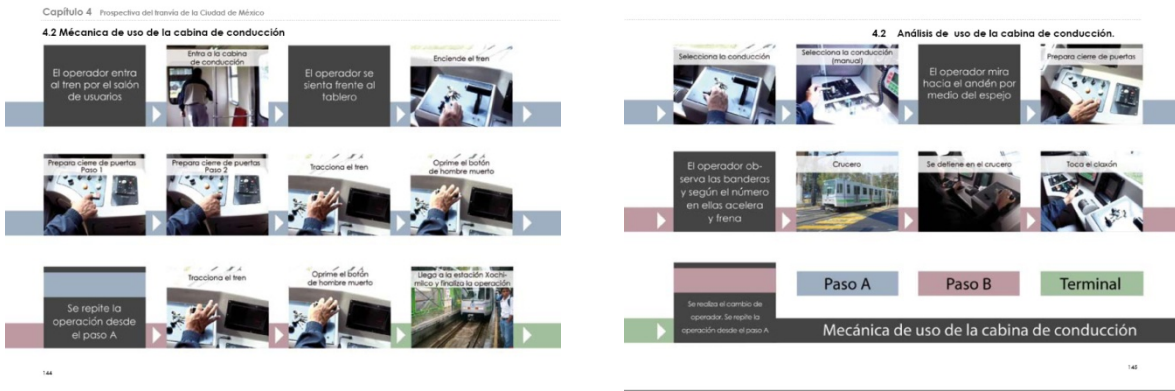 Capítulo 4 Prospectiva del tranvía de la Ciudad de México
4.2 Mécanica de uso de la cabina de conducción
El operador entra
al tren por el salón
de usuarios
Entra a la cabina
de conducción
El operador se
sienta frente al
tablero
Enciende el tren
Prepara cierre de puertas
Paso 1
Prepara cierre de puertas
Paso 2
Tracciona el tren
Oprime el botón
de hombre muerto
Se repite la
operación desde
el paso A
Tracciona el tren
Oprime el botón
de hombre muerto
Llega a la estación Xochi-
milco y finaliza la operación
144
4.2 Análisis de uso de la cabina de conducción.
Selecciona la conducción
Selecciona la conducción
(manual)
El operador mira
hacia el andén por
medio del espejo
Prepara cierre de puertas
El operador ob-
serva las banderas
y según el número
en ellas acelera
y frena
Crucero
Se detiene en el crucero
Toca el claxón
Se realiza el cambio de
operador. Se repite la
operación desde el paso A
Paso A
Paso B
Terminal
Mecánica de uso de la cabina de conducción
145